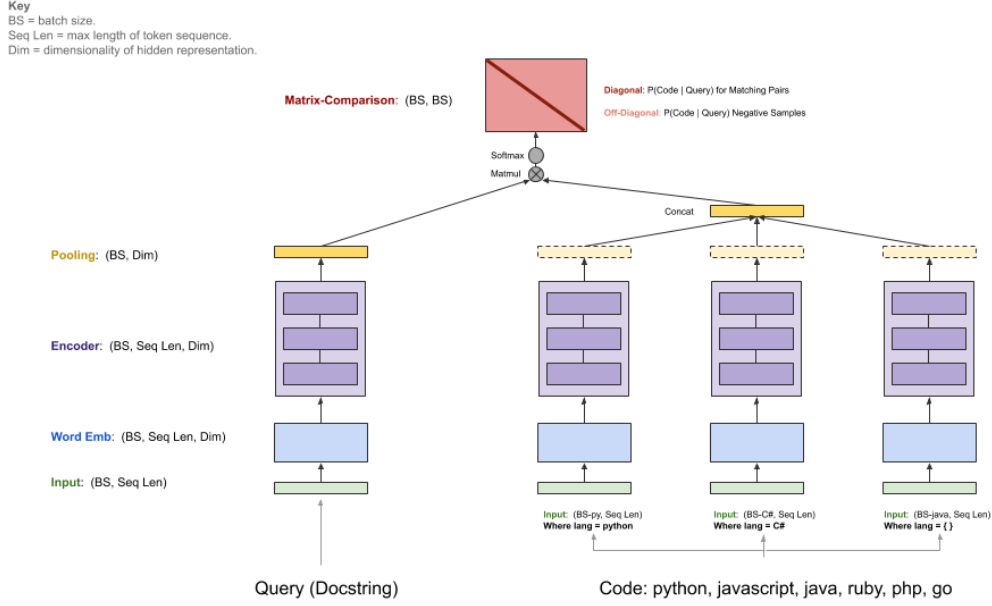 Key
BS = batch size.
Seq Len = max length of token sequence.
Dim = dimensionality of hidden representation.
Matrix-Comparison: (BS, BS)
Diagonal: P(Code | Query) for Matching Pairs
Off-Diagonal: P(Code | Query) Negative Samples
Softmax
Matmul
Concat
Pooling: (BS, Dim)
Encoder: (BS, Seq Len, Dim)
Word Emb: (BS, Seq Len, Dim)
Input: (BS, Seq Len)
Input: (BS-py, Seq Len)
Where lang = python
Input: (BS-C#, Seq Len)
Where lang = C#
Input: (BS-java, Seq Len)
Where lang = { }
Query (Docstring)
Code: python, javascript, java, ruby, php, go